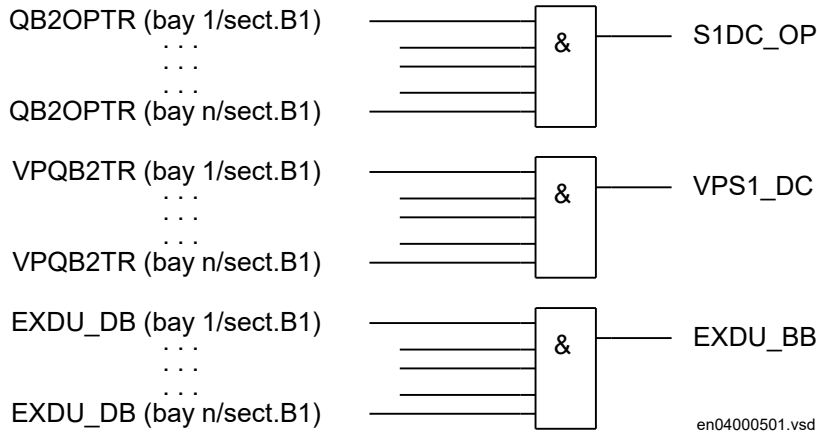 QB2OPTR (bay 1/sect.B1)
. . .
. . .
. . .
QB2OPTR (bay n/sect.B1)
&
S1DC_OP
VPQB2TR (bay 1/sect.B1)
. . .
. . .
. . .
VPQB2TR (bay n/sect.B1)
&
VPS1_DC
EXDU_DB (bay 1/sect.B1)
. . .
. . .
. . .
EXDU_DB (bay n/sect.B1)
&
EXDU_BB
en04000501.vsd